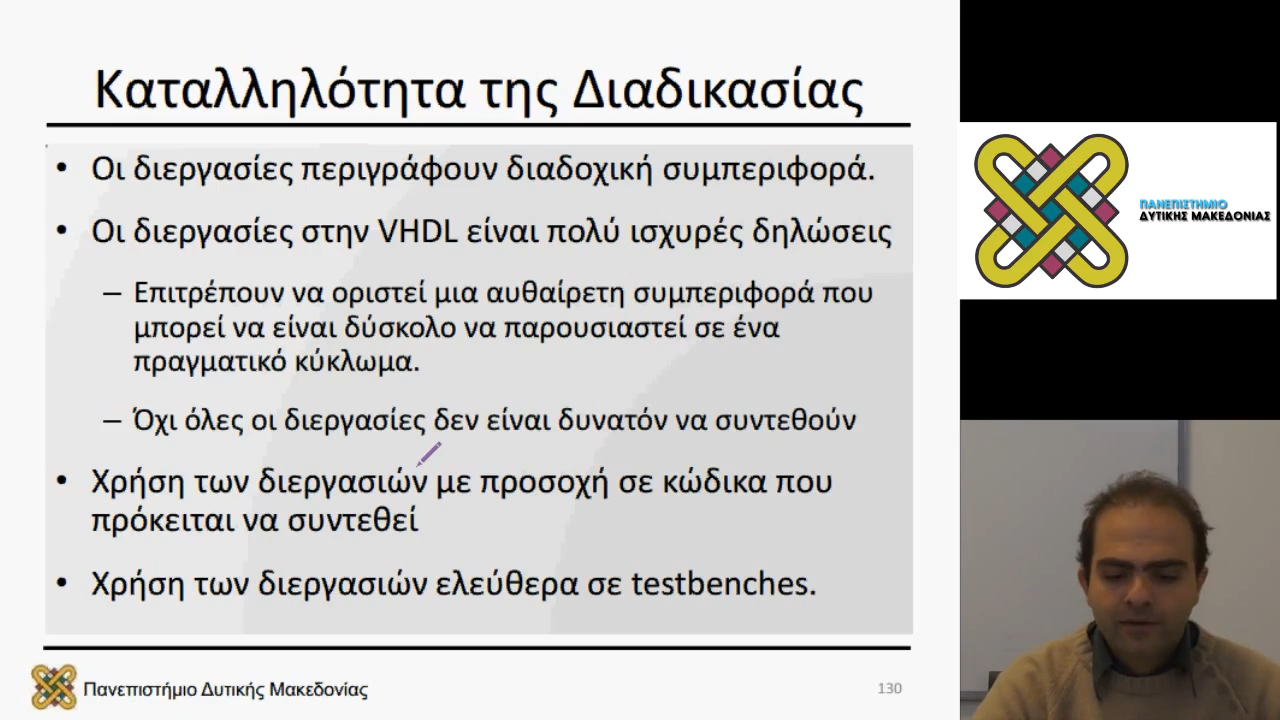 Καταλληλότητα της Διαδικασίας
• Οι διεργασίες περιγράφουν διαδοχική συμπεριφορά.
• Οι διεργασίες στην VHDL είναι πολύ ισχυρές δηλώσεις
– Επιτρέπουν να οριστεί μια αυθαίρετη συμπεριφορά που
μπορεί να είναι δύσκολο να παρουσιαστεί σε ένα
πραγματικό κύκλωμα.
– Όχι όλες οι διεργασίες δεν είναι δυνατόν να συντεθούν
• Χρήση των διεργασιών με προσοχή σε κώδικα που
πρόκειται να συντεθεί
• Χρήση των διεργασιών ελεύθερα σε testbenches.
Πανεπιστήμιο Δυτικής Μακεδονίας
130
ΠΑΝΕΠΙΣΤΗΜΙΟ
ΔΥΤΙΚΗΣ ΜΑΚΕΔΟΝΙΑΣ